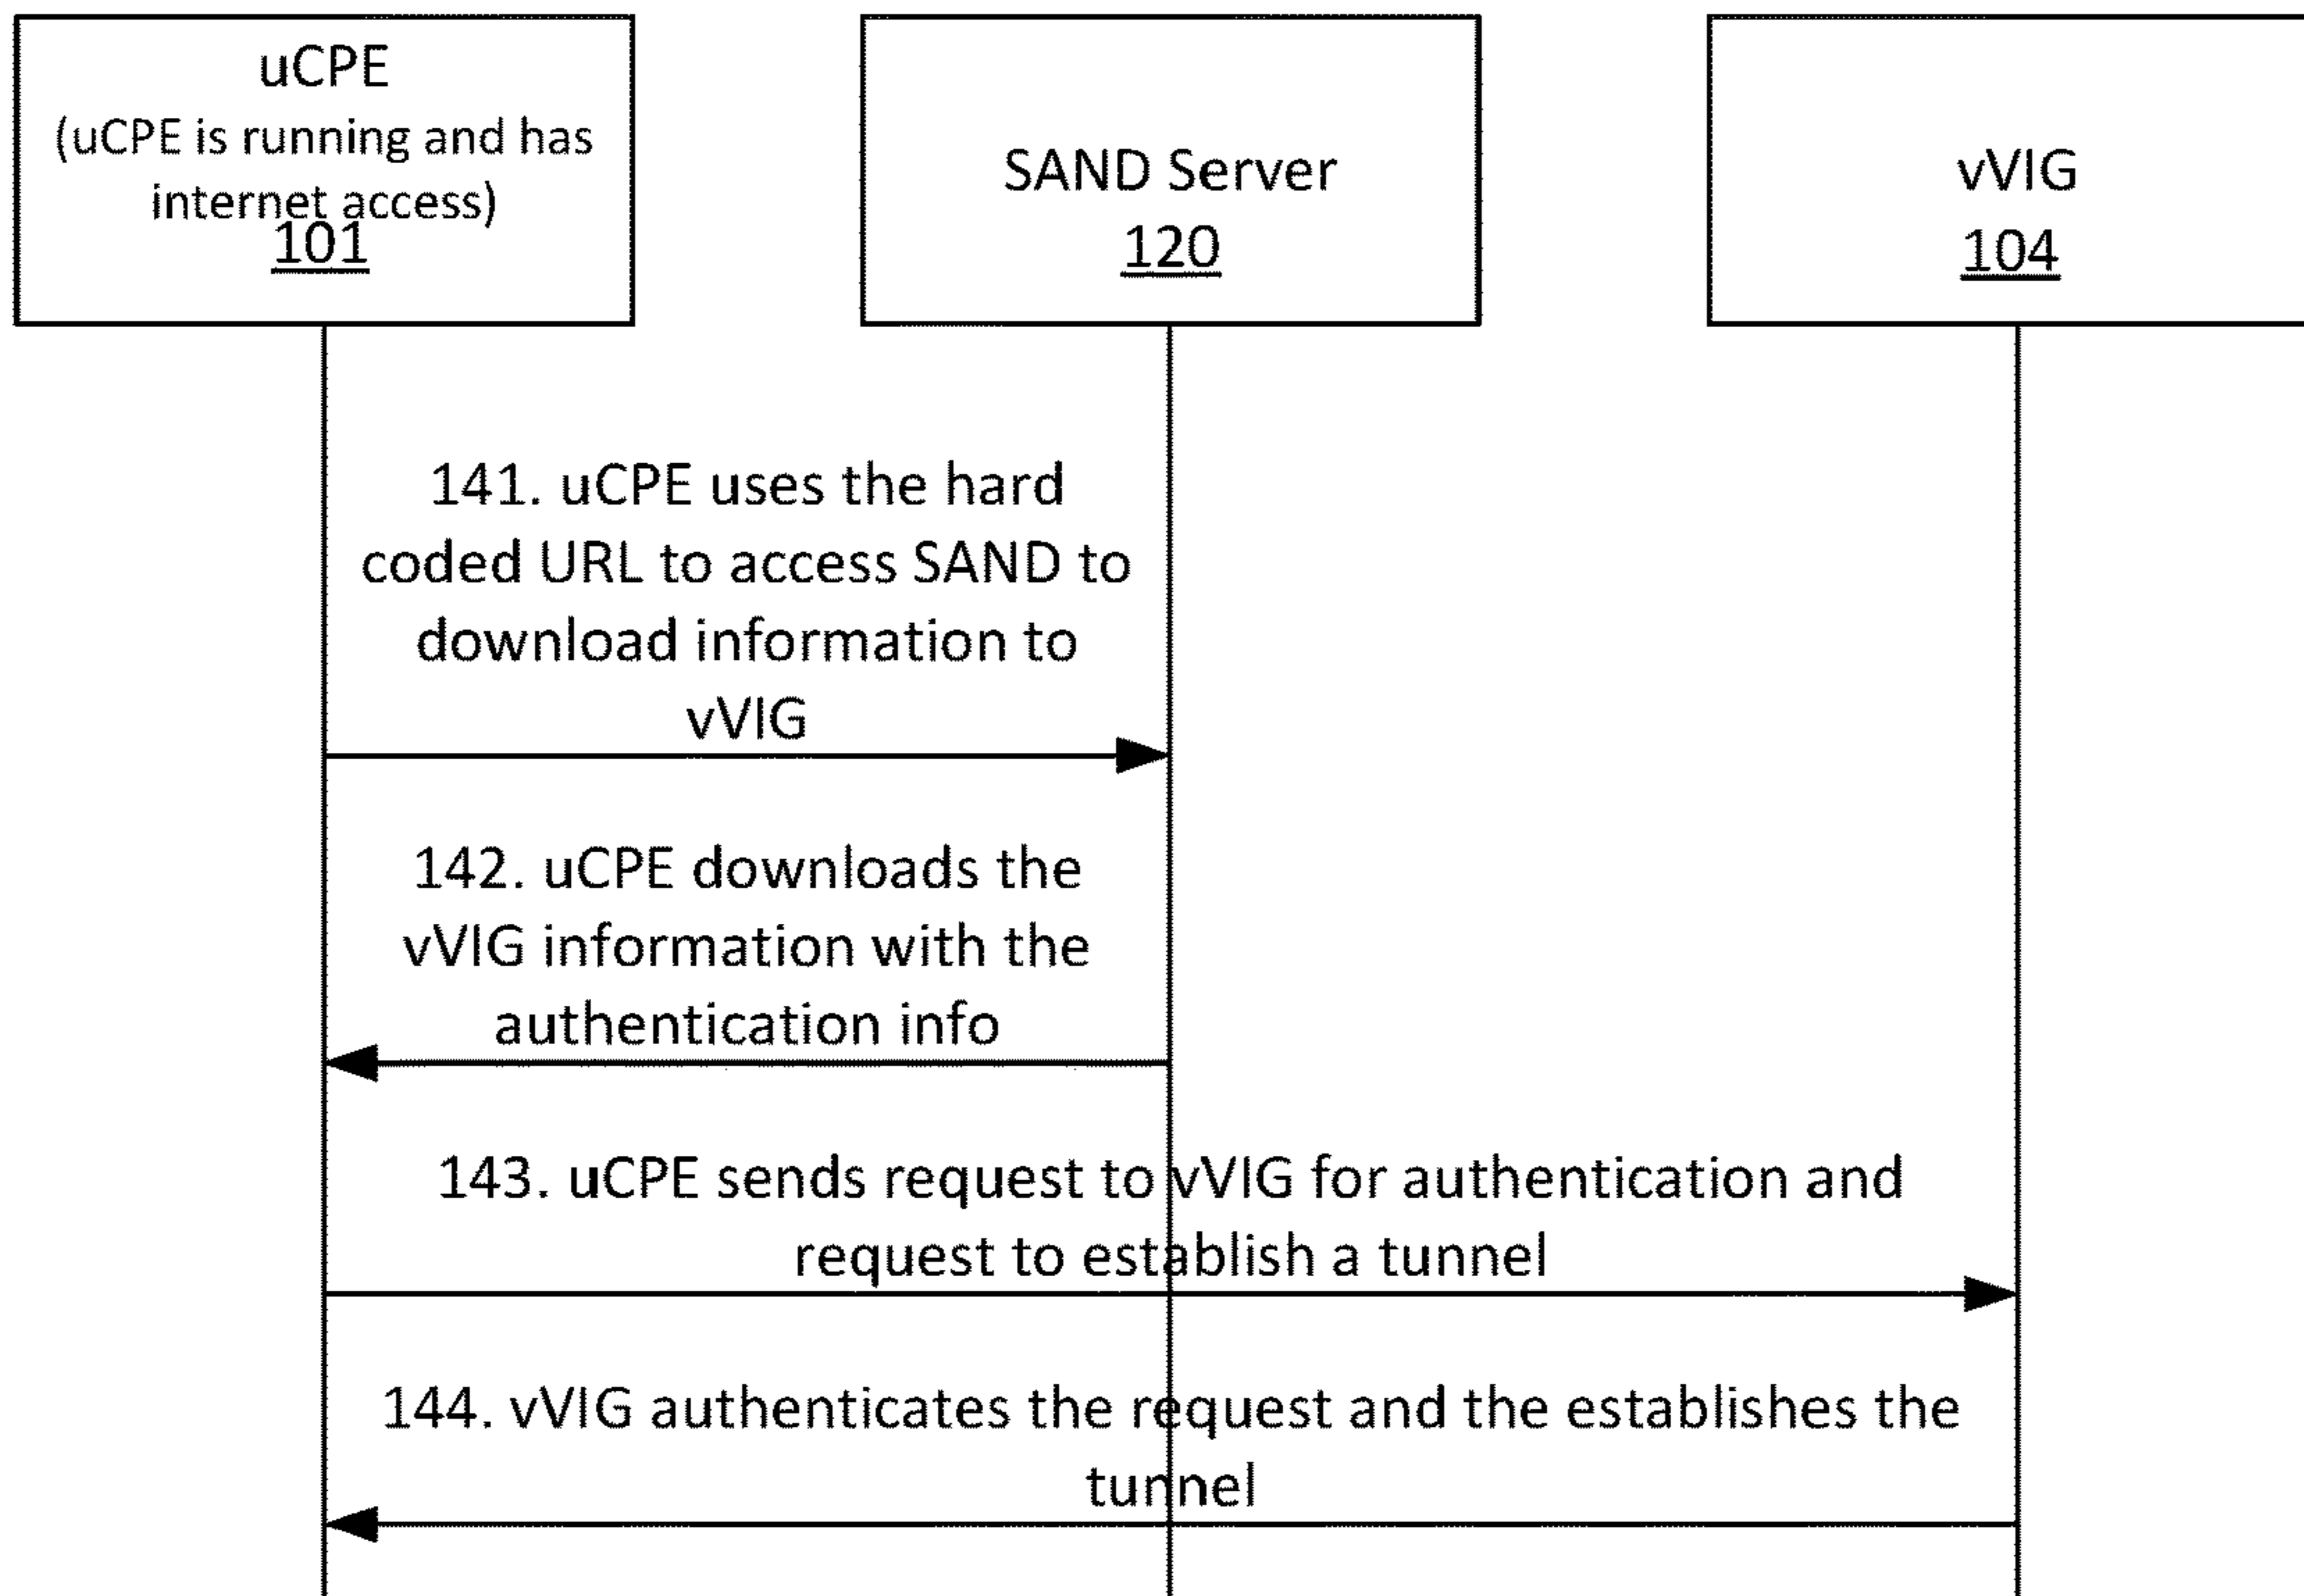 uCPE
(uCPE is running and has
internet access)
101
SAND Server
120
vVIG
104
141. uCPE uses the hard
coded URL to access SAND to
download information to
vVIG
142. uCPE downloads the
vVIG information with the
authentication info
143. uCPE sends request to vVIG for authentication and
request to establish a tunnel
144. vVIG authenticates the request and the establishes the
tunnel